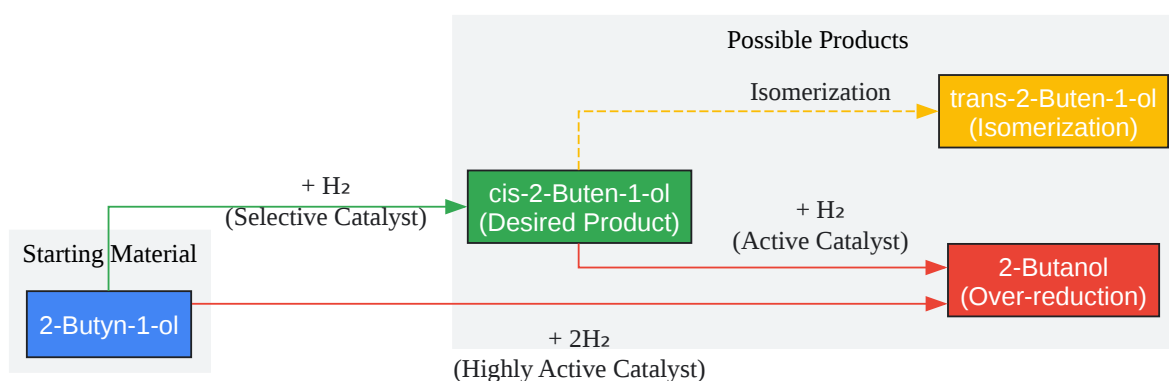 Possible Products
Isomerization
trans-2-Buten-1-ol
(Isomerization)
+ H₂
(Selective Catalyst)
cis-2-Buten-1-ol
(Desired Product)
+ H₂
(Active Catalyst)
Starting Material
2-Butanol
(Over-reduction)
2-Butyn-1-ol
+ 2H₂
(Highly Active Catalyst)